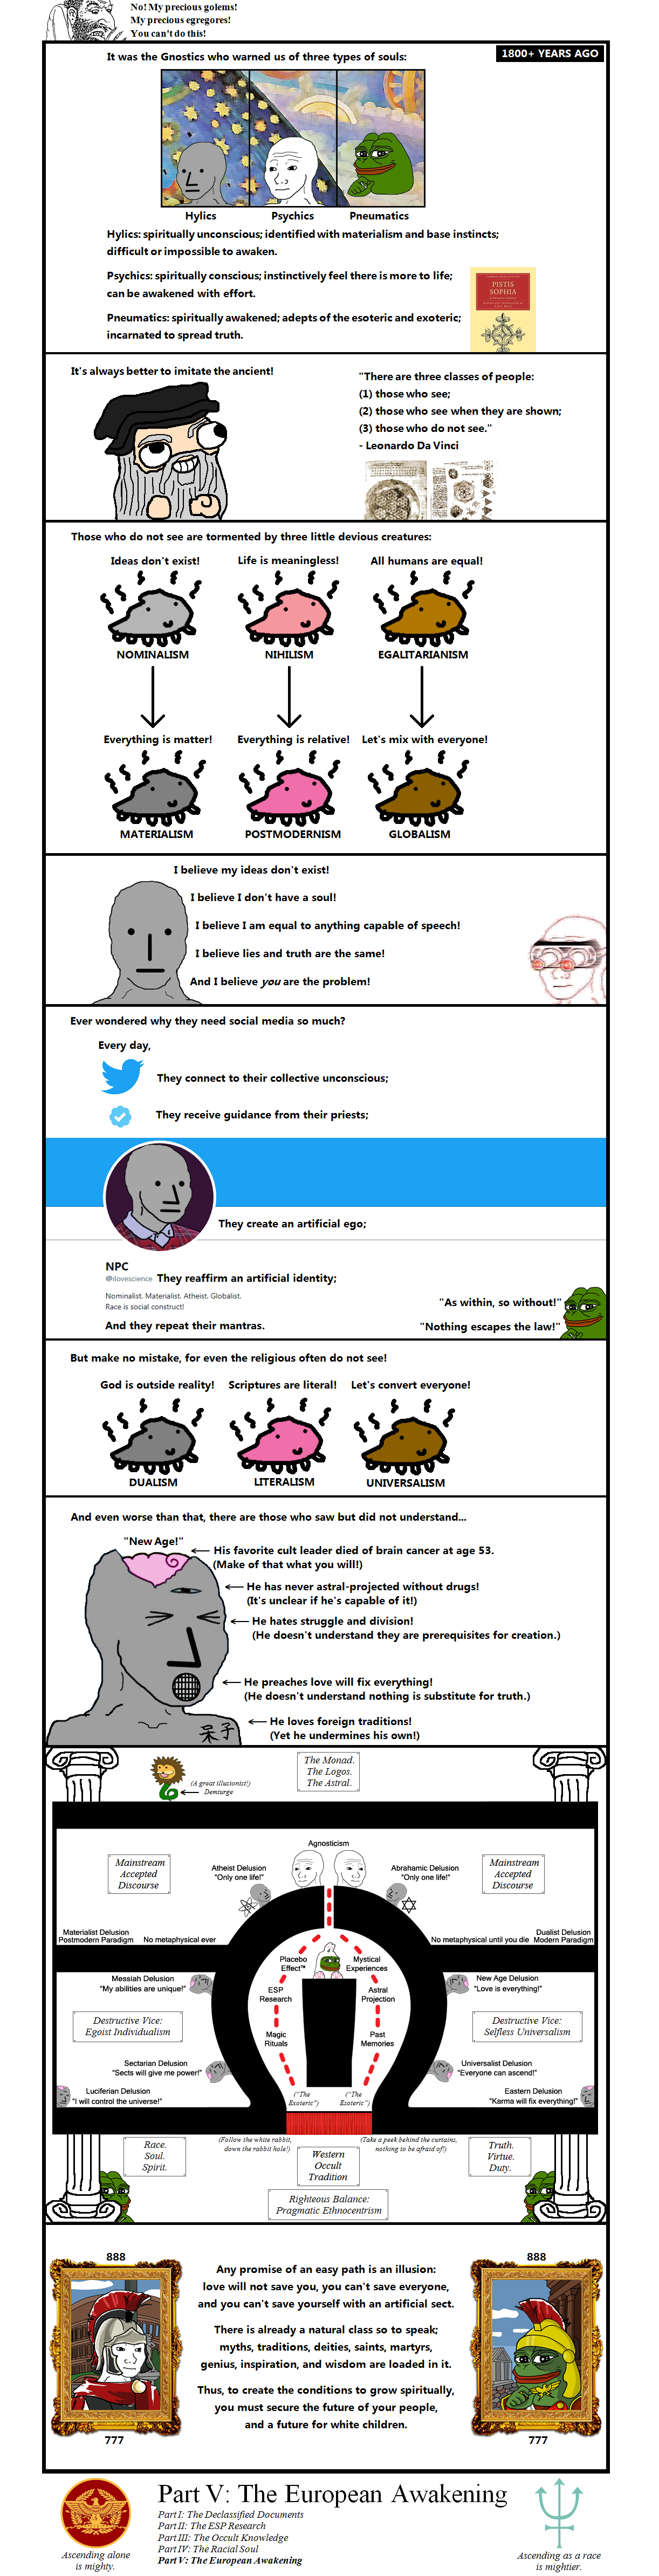 No! My precious golems!
My precious egregores!
You can't do this!
1800+ YEARS AGO
It was the Gnostics who warned us of three types of souls:
Hylics
Psychics
Pneumatics
Hylics: spiritually unconscious; identified with materialism and base instincts;
difficult or impossible to awaken.
Psychics: spiritually conscious; instinctively feel there is more to life;
can be awakened with effort.
Pneumatics: spiritually awakened; adepts of the esoteric and exoteric;
incarnated to spread truth.
PISTIS
SOPHIA
It's always better to imitate the ancient!
"There are three classes of people:
(1) those who see;
(2) those who see when they are shown;
(3) those who do not see."
- Leonardo Da Vinci
Those who do not see are tormented by three little devious creatures:
Ideas don't exist!
Life is meaningless!
All humans are equal!
NOMINALISM
NIHILISM
EGALITARIANISM
Everything is matter!
Everything is relative!
Let's mix with everyone!
MATERIALISM
POSTMODERNISM
GLOBALISM
I believe my ideas don't exist!
I believe I don't have a soul!
I believe I am equal to anything capable of speech!
I believe lies and truth are the same!
And I believe you are the problem!
Ever wondered why they need social media so much?
Every day,
They connect to their collective unconscious;
They receive guidance from their priests;
They create an artificial ego;
NPC
@ilovescience
They reaffirm an artificial identity;
Nominalist. Materialist. Atheist. Globalist.
Race is social construct!
And they repeat their mantras.
"As within, so without!"
"Nothing escapes the law!"
But make no mistake, for even the religious often do not see!
God is outside reality!
Scriptures are literal!
Let's convert everyone!
DUALISM
LITERALISM
UNIVERSALISM
And even worse than that, there are those who saw but did not understand...
"New Age!"
His favorite cult leader died of brain cancer at age 53.
(Make of that what you will!)
He has never astral-projected without drugs!
(It's unclear if he's capable of it!)
He hates struggle and division!
(He doesn't understand they are prerequisites for creation.)
He preaches love will fix everything!
(He doesn't understand nothing is substitute for truth.)
He loves foreign traditions!
(Yet he undermines his own!)
呆子
(A great illusionist!)
Demiurge
The Monad.
The Logos.
The Astral.
Agnosticism
Mainstream
Accepted
Discourse
Atheist Delusion
"Only one life!"
Abrahamic Delusion
"Only one life!"
Mainstream
Accepted
Discourse
Materialist Delusion
Postmodern Paradigm
No metaphysical ever
No metaphysical until you die
Dualist Delusion
Modern Paradigm
Placebo
Effect™
Mystical
Experiences
Messiah Delusion
"My abilities are unique!"
New Age Delusion
"Love is everything!"
ESP
Research
Astral
Projection
Destructive Vice:
Egoist Individualism
Destructive Vice:
Selfless Universalism
Magic
Rituals
Past
Memories
Sectarian Delusion
"Sects will give me power!"
Universalist Delusion
"Everyone can ascend!"
Luciferian Delusion
"I will control the universe!"
Eastern Delusion
"Karma will fix everything!"
("The
Exoteric")
("The
Esoteric")
(Follow the white rabbit,
down the rabbit hole!)
(Take a peek behind the curtains,
nothing to be afraid of!)
Race.
Soul.
Spirit.
Western
Occult
Tradition
Truth.
Virtue.
Duty.
Righteous Balance:
Pragmatic Ethnocentrism
888
888
Any promise of an easy path is an illusion:
love will not save you, you can't save everyone,
and you can't save yourself with an artificial sect.
There is already a natural class so to speak;
myths, traditions, deities, saints, martyrs,
genius, inspiration, and wisdom are loaded in it.
Thus, to create the conditions to grow spiritually,
you must secure the future of your people,
and a future for white children.
777
777
Part V: The European Awakening
Part I: The Declassified Documents
Part II: The ESP Research
Part III: The Occult Knowledge
Part IV: The Racial Soul
Part V: The European Awakening
Ascending alone
is mighty.
Ascending as a race
is mightier.